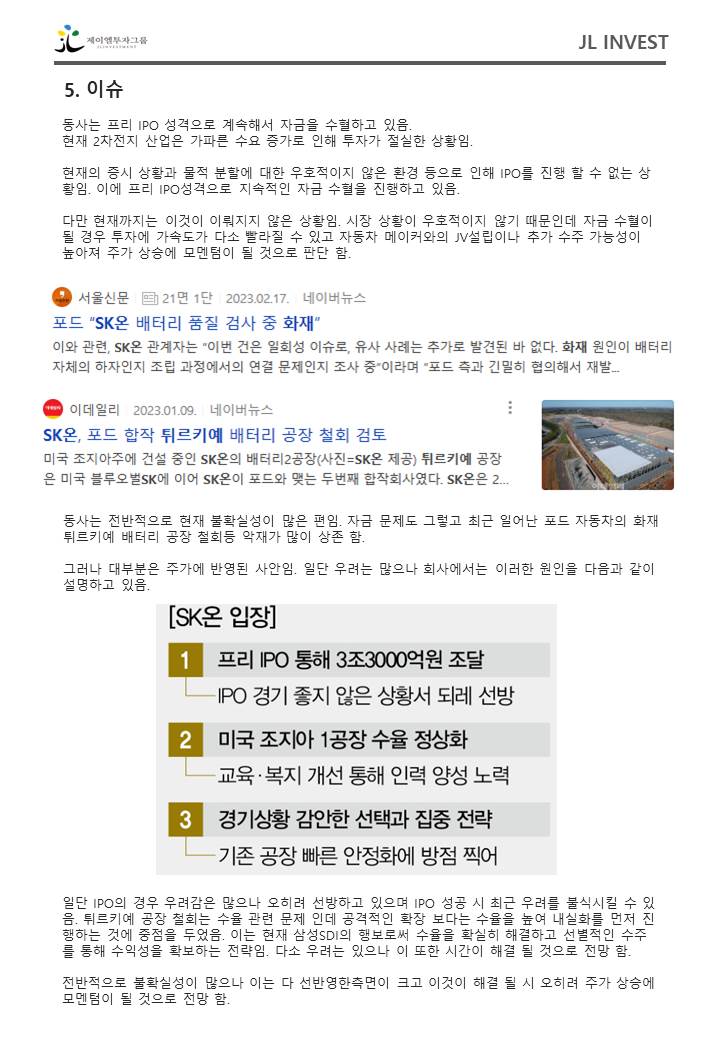 제이엘투자그룹
JL INVESTMENT
JL INVEST
5. 이슈
동사는 프리 IPO 성격으로 계속해서 자금을 수혈하고 있음.
현재 2차전지 산업은 가파른 수요 증가로 인해 투자가 절실한 상황임.
현재의 증시 상황과 물적 분할에 대한 우호적이지 않은 환경 등으로 인해 IPO를 진행 할 수 없는 상
황임. 이에 프리 IPO성격으로 지속적인 자금 수혈을 진행하고 있음.
다만 현재까지는 이것이 이뤄지지 않은 상황임. 시장 상황이 우호적이지 않기 때문인데 자금 수혈이
될 경우 투자에 가속도가 다소 빨라질 수 있고 자동차 메이커와의 JV설립이나 추가 수주 가능성이
높아져 주가 상승에 모멘텀이 될 것으로 판단 함.
서울신문 21면 1단 2023.02.17. 네이버뉴스
포드 “SK온 배터리 품질 검사 중 화재”
이와 관련, SK온 관계자는 “이번 건은 일회성 이슈로, 유사 사례는 추가로 발견된 바 없다. 화재 원인이 배터리
자체의 하자인지 조립 과정에서의 연결 문제인지 조사 중”이라며 “포드 측과 긴밀히 협의해서 재발...
이데일리 2023.01.09. 네이버뉴스
SK온, 포드 합작 튀르키예 배터리 공장 철회 검토
미국 조지아주에 건설 중인 SK온의 배터리2공장(사진=SK온 제공) 튀르키예 공장
은 미국 블루오벌SK에 이어 SK온이 포드와 맺는 두번째 합작회사였다. SK온은 2...
동사는 전반적으로 현재 불확실성이 많은 편임. 자금 문제도 그렇고 최근 일어난 포드 자동차의 화재
튀르키예 배터리 공장 철회등 악재가 많이 상존 함.
그러나 대부분은 주가에 반영된 사안임. 일단 우려는 많으나 회사에서는 이러한 원인을 다음과 같이
설명하고 있음.
[SK온 입장]
1 프리 IPO 통해 3조3000억원 조달
IPO 경기 좋지 않은 상황서 되레 선방
2 미국 조지아 1공장 수율 정상화
교육·복지 개선 통해 인력 양성 노력
3 경기상황 감안한 선택과 집중 전략
기존 공장 빠른 안정화에 방점 찍어
일단 IPO의 경우 우려감은 많으나 오히려 선방하고 있으며 IPO 성공 시 최근 우려를 불식시킬 수 있
음. 튀르키예 공장 철회는 수율 관련 문제 인데 공격적인 확장 보다는 수율을 높여 내실화를 먼저 진
행하는 것에 중점을 두었음. 이는 현재 삼성SDI의 행보로써 수율을 확실히 해결하고 선별적인 수주
를 통해 수익성을 확보하는 전략임. 다소 우려는 있으나 이 또한 시간이 해결 될 것으로 전망 함.
전반적으로 불확실성이 많으나 이는 다 선반영한측면이 크고 이것이 해결 될 시 오히려 주가 상승에
모멘텀이 될 것으로 전망 함.